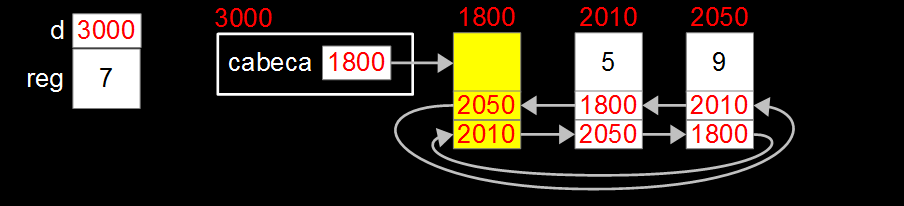 3000 1800 2010 2050
d 3000
cabeca 1800 5 9
reg 7
2050 1800 2010
2010 2050 1800